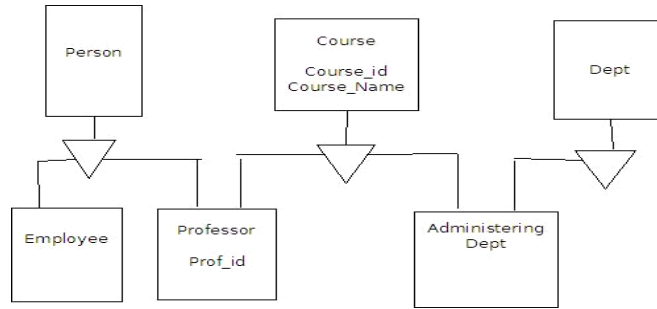 Person
Course
Course_id
Course_Name
Dept
Employee
Professor
Prof_id
Administering
Dept